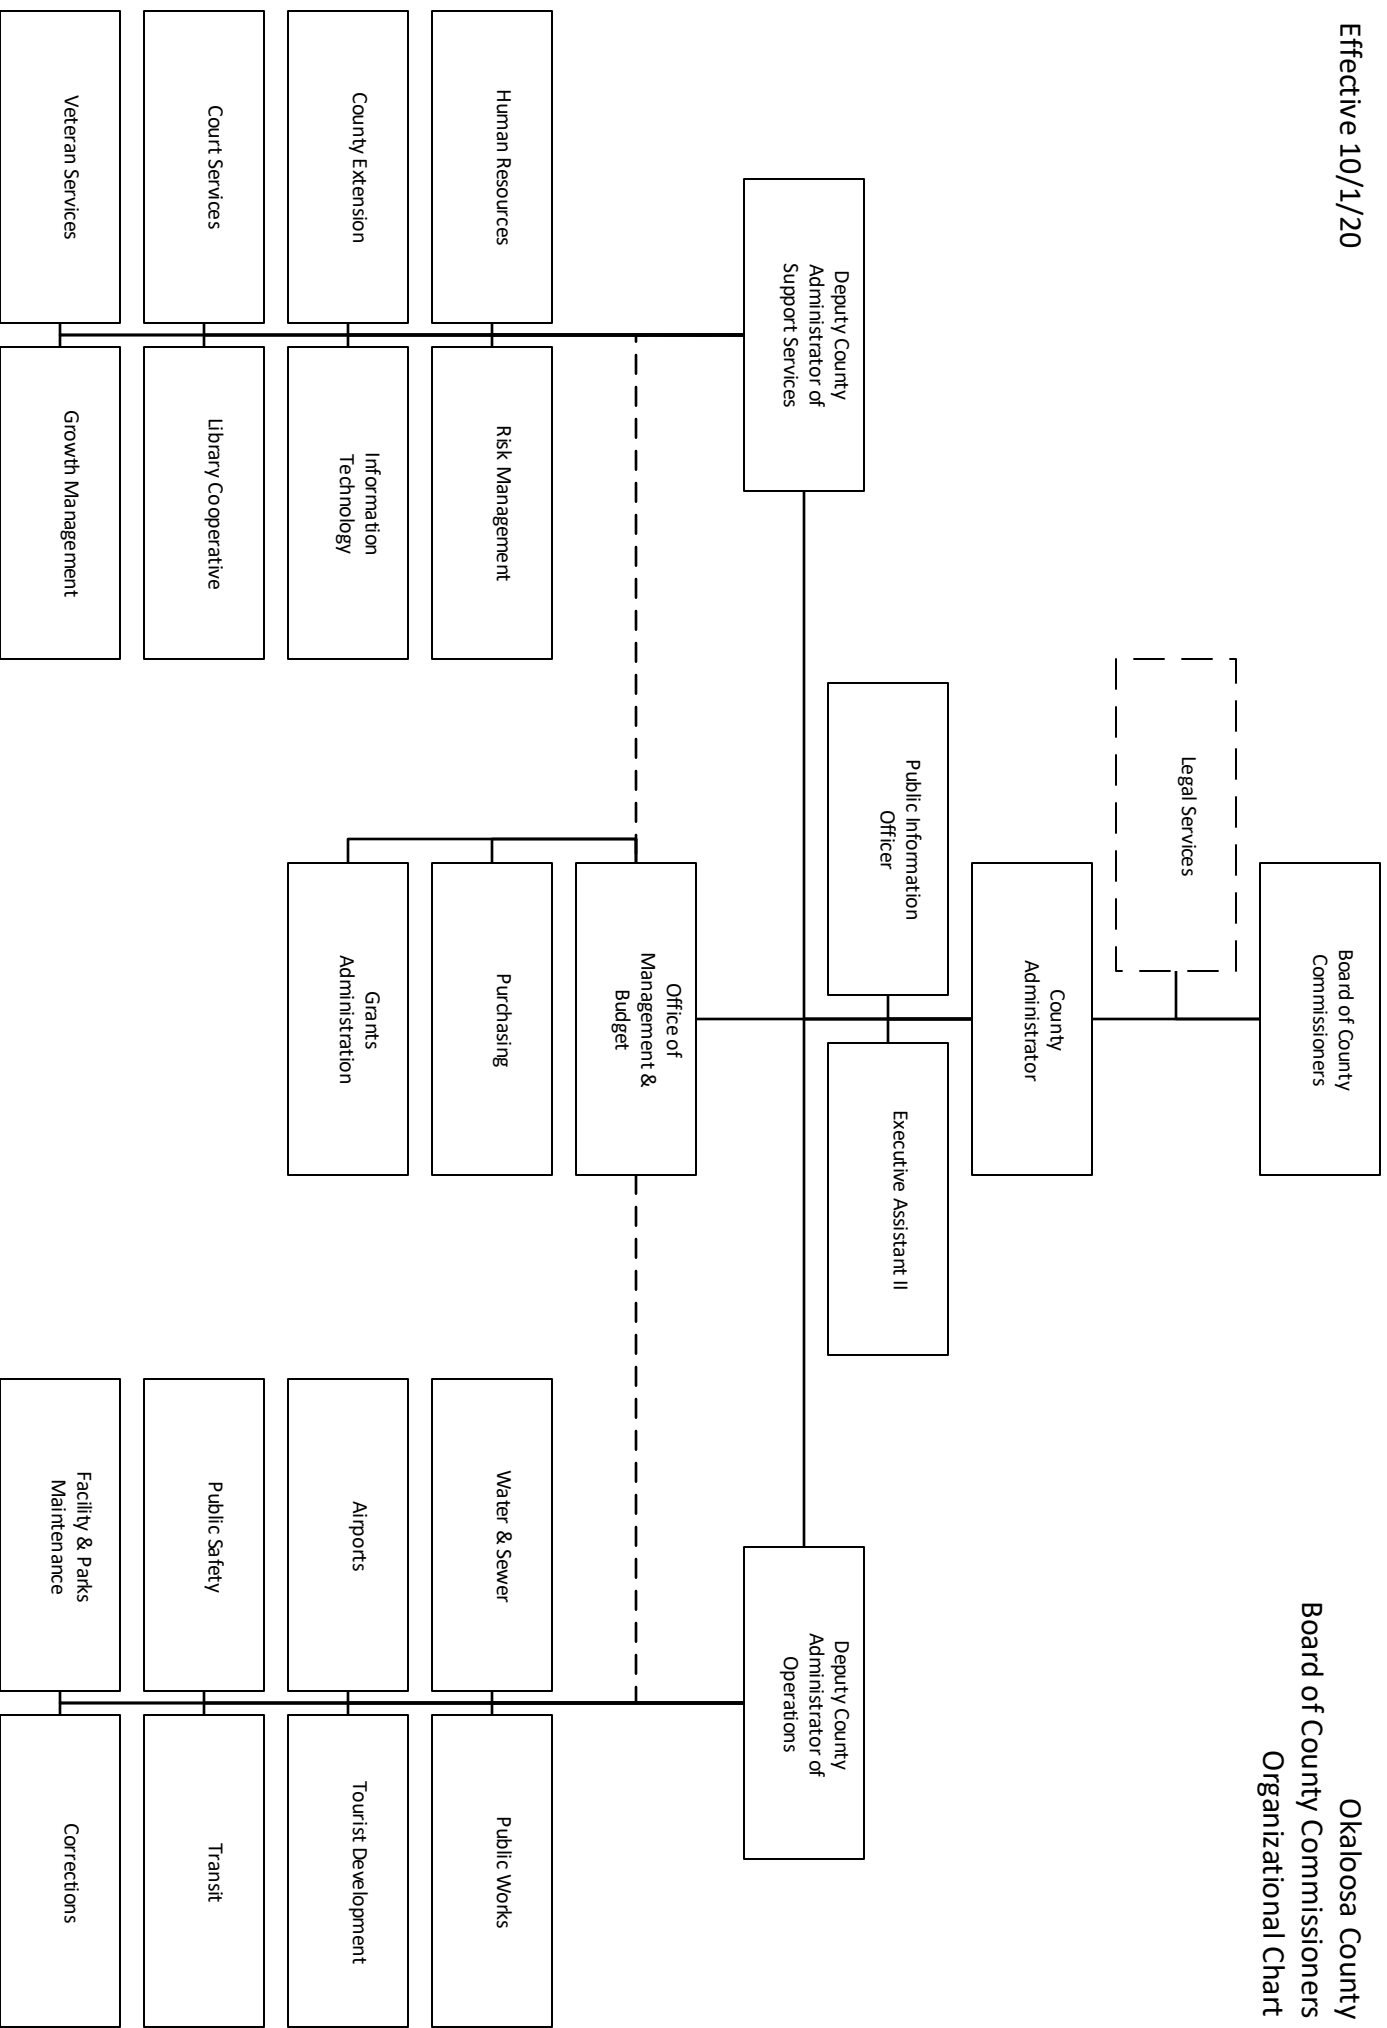 Effective 10/1/20
Okaloosa County
Board of County Commissioners
Organizational Chart
Board of County
Commissioners
Legal Services
County
Administrator
Public Information
Officer
Executive Assistant II
Deputy County
Administrator of
Support Services
Deputy County
Administrator of
Operations
Office of
Management &
Budget
Human Resources
Risk Management
Purchasing
Water & Sewer
Public Works
County Extension
Information
Technology
Grants
Administration
Airports
Tourist Development
Court Services
Library Cooperative
Public Safety
Transit
Veteran Services
Growth Management
Facility & Parks
Maintenance
Corrections